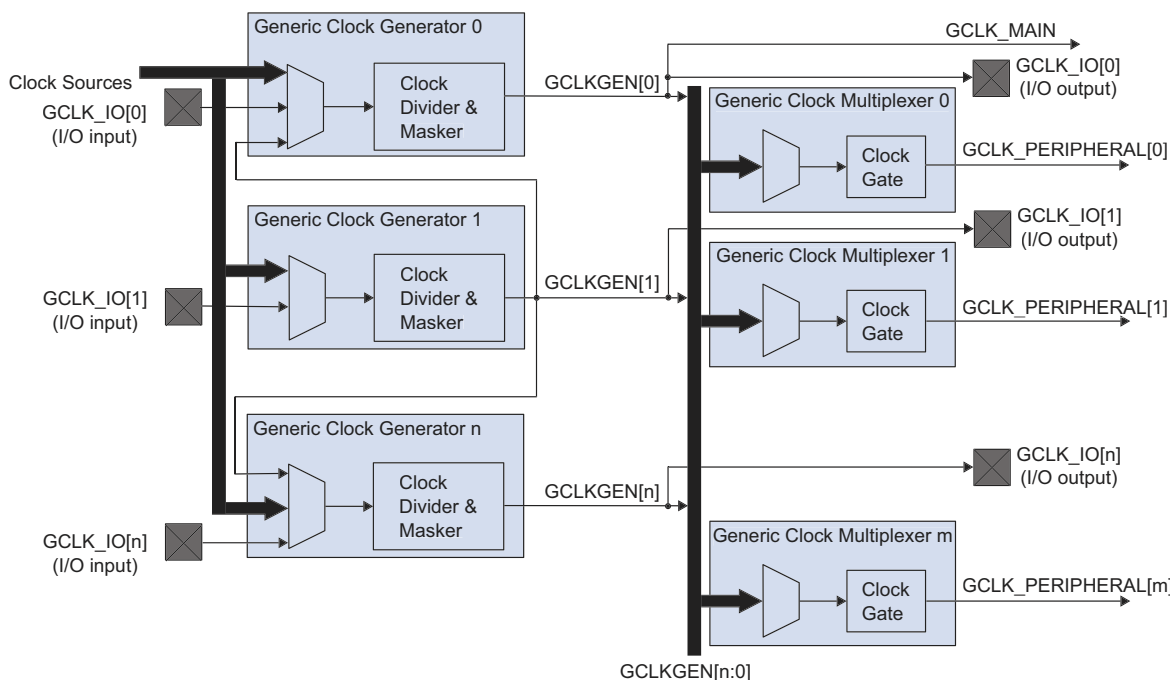 Generic Clock Generator 0
Clock Sources
GCLK_IO[0]
(I/O input)
Clock
Divider &
Masker
GCLKGEN[0]
GCLK_MAIN
GCLK_IO[0]
(I/O output)
Generic Clock Multiplexer 0
Clock
Gate
GCLK_PERIPHERAL[0]
Generic Clock Generator 1
GCLK_IO[1]
(I/O input)
Clock
Divider &
Masker
GCLKGEN[1]
GCLK_IO[1]
(I/O output)
Generic Clock Multiplexer 1
Clock
Gate
GCLK_PERIPHERAL[1]
Generic Clock Generator n
GCLK_IO[n]
(I/O input)
Clock
Divider &
Masker
GCLKGEN[n]
GCLK_IO[n]
(I/O output)
Generic Clock Multiplexer m
Clock
Gate
GCLK_PERIPHERAL[m]
GCLKGEN[n:0]